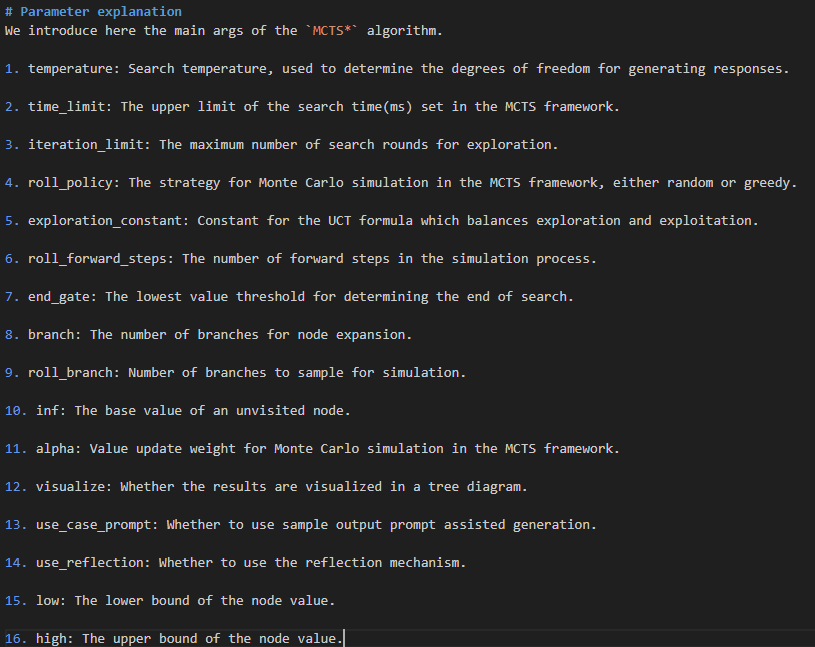 # Parameter explanation
We introduce here the main args of the `MCTS*` algorithm.
1. temperature: Search temperature, used to determine the degrees of freedom for generating responses.
2. time_limit: The upper limit of the search time(ms) set in the MCTS framework.
3. iteration_limit: The maximum number of search rounds for exploration.
4. roll_policy: The strategy for Monte Carlo simulation in the MCTS framework, either random or greedy.
5. exploration_constant: Constant for the UCT formula which balances exploration and exploitation.
6. roll_forward_steps: The number of forward steps in the simulation process.
7. end_gate: The lowest value threshold for determining the end of search.
8. branch: The number of branches for node expansion.
9. roll_branch: Number of branches to sample for simulation.
10. inf: The base value of an unvisited node.
11. alpha: Value update weight for Monte Carlo simulation in the MCTS framework.
12. visualize: Whether the results are visualized in a tree diagram.
13. use_case_prompt: Whether to use sample output prompt assisted generation.
14. use_reflection: Whether to use the reflection mechanism.
15. low: The lower bound of the node value.
16. high: The upper bound of the node value.